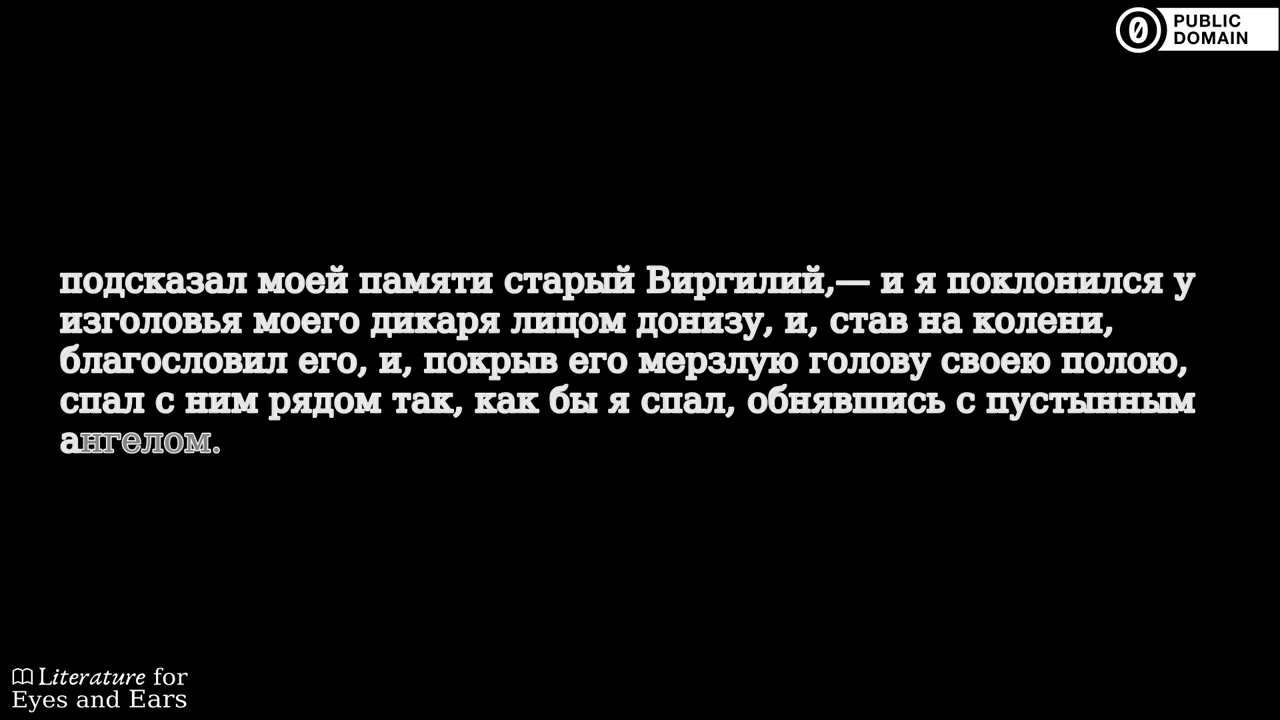 PUBLIC
DOMAIN
подсказал моей памяти старый Виргилий,— и я поклонился у
изголовья моего дикаря лицом донизу, и, став на колени,
благословил его, и, покрыв его мерзлую голову своею полою,
спал с ним рядом так, как бы я спал, обнявшись с пустынным
ангелом.
Literature for
Eyes and Ears